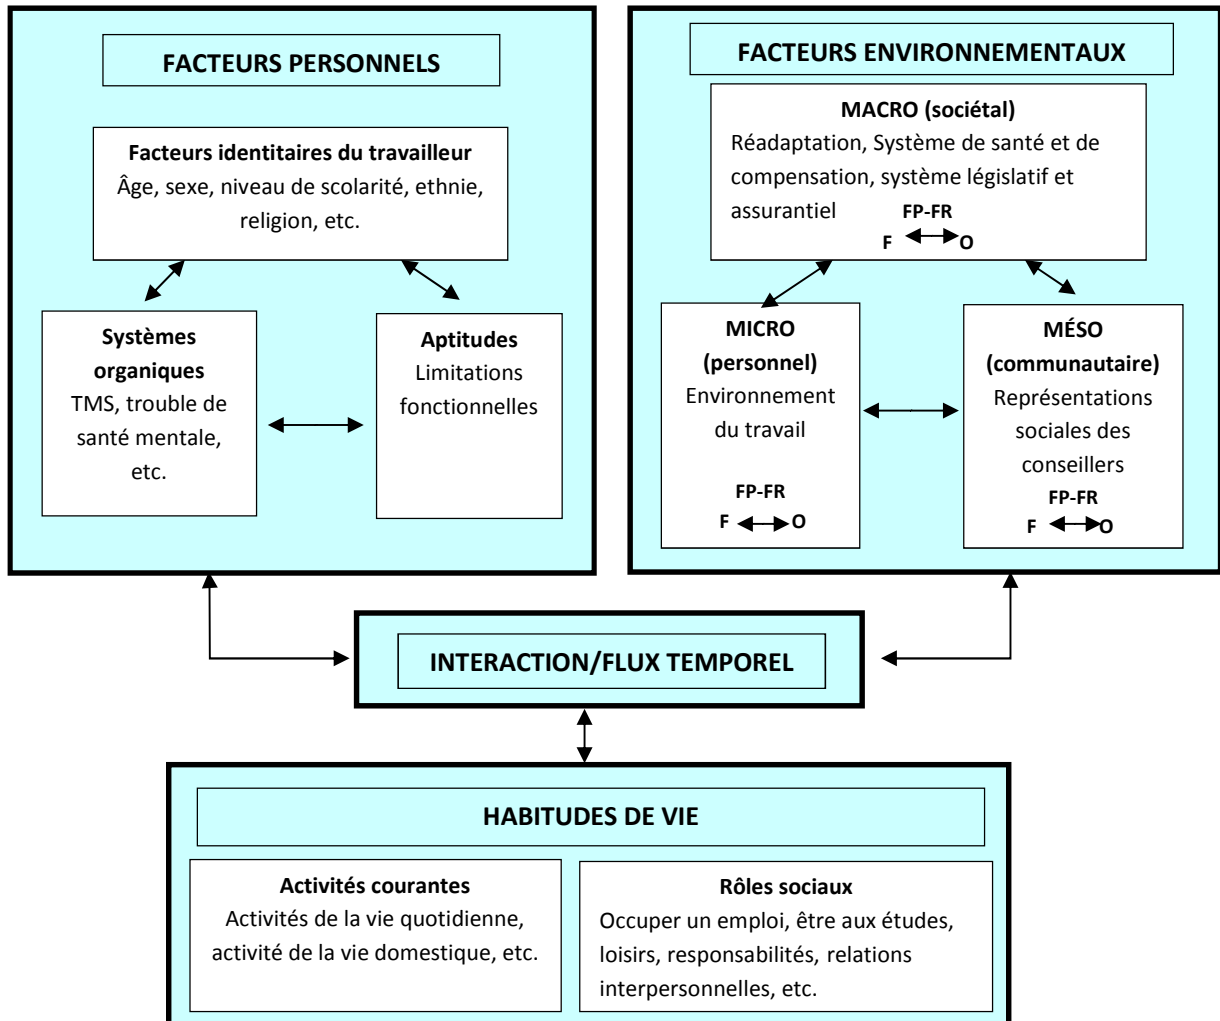 FACTEURS PERSONNELS
Facteurs identitaires du travailleur
Âge, sexe, niveau de scolarité, ethnie,
religion, etc.
Systèmes
organiques
TMS, trouble de
santé mentale,
etc.
Aptitudes
Limitations
fonctionnelles
FACTEURS ENVIRONNEMENTAUX
MACRO (sociétal)
Réadaptation, Système de santé et de
compensation, système législatif et
assurantiel
FP-FR
F O
MICRO
(personnel)
Environnement
du travail
FP-FR
F O
MÉSO
(communautaire)
Représentations
sociales des
conseillers
FP-FR
F O
INTERACTION/FLUX TEMPOREL
HABITUDES DE VIE
Activités courantes
Activités de la vie quotidienne,
activité de la vie domestique, etc.
Rôles sociaux
Occuper un emploi, être aux études,
loisirs, responsabilités, relations
interpersonnelles, etc.